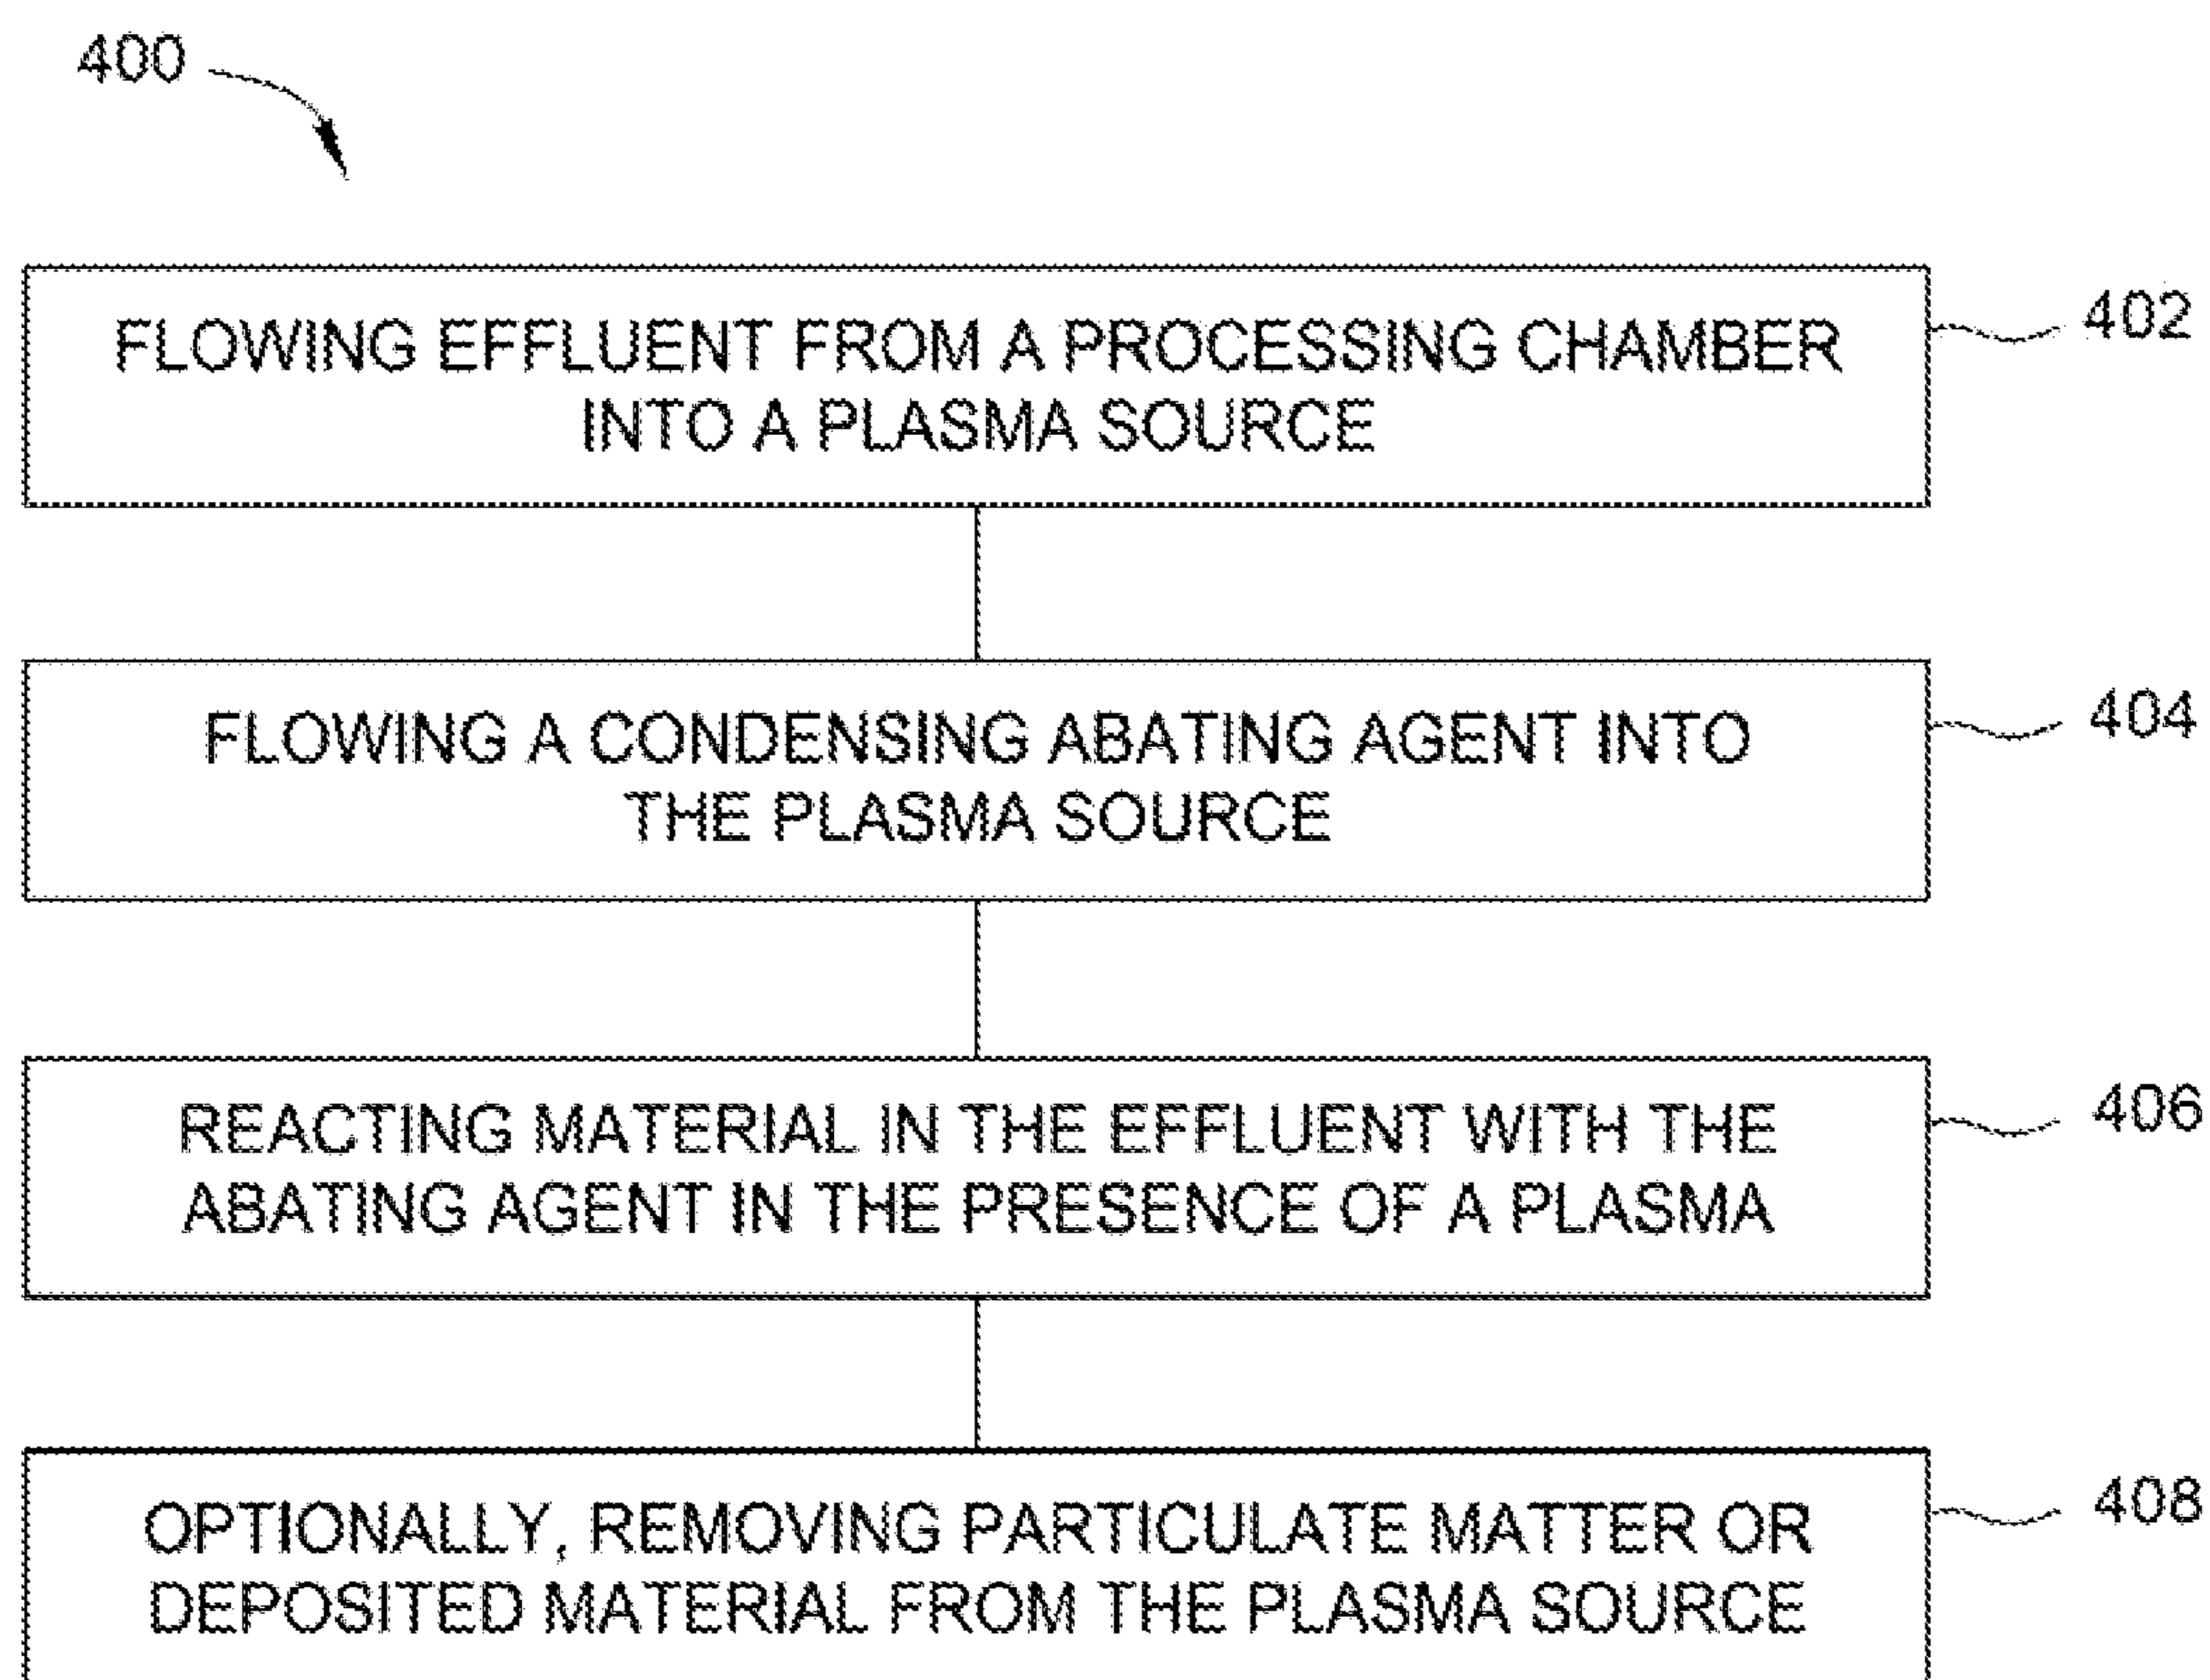 400
FLOWING EFFLUENT FROM A PROCESSING CHAMBER
INTO A PLASMA SOURCE
402
FLOWING A CONDENSING ABATING AGENT INTO
THE PLASMA SOURCE
404
REACTING MATERIAL IN THE EFFLUENT WITH THE
ABATING AGENT IN THE PRESENCE OF A PLASMA
406
OPTIONALLY, REMOVING PARTICULATE MATTER OR
DEPOSITED MATERIAL FROM THE PLASMA SOURCE
408